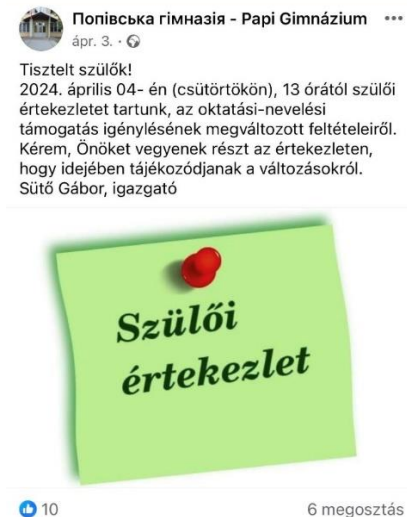 Попівська гімназія - Papi Gimnázium
ápr. 3. ·
Tisztelt szülők!
2024. április 04- én (csütörtökön), 13 órától szülői
értekezletet tartunk, az oktatási-nevelési
támogatás igénylésének megváltozott feltételeiről.
Kérem, Önöket vegyenek részt az értekezleten,
hogy idejében tájékozódjanak a változásokról.
Sütő Gábor, igazgató
Szülői
értekezlet
10
6 megosztás